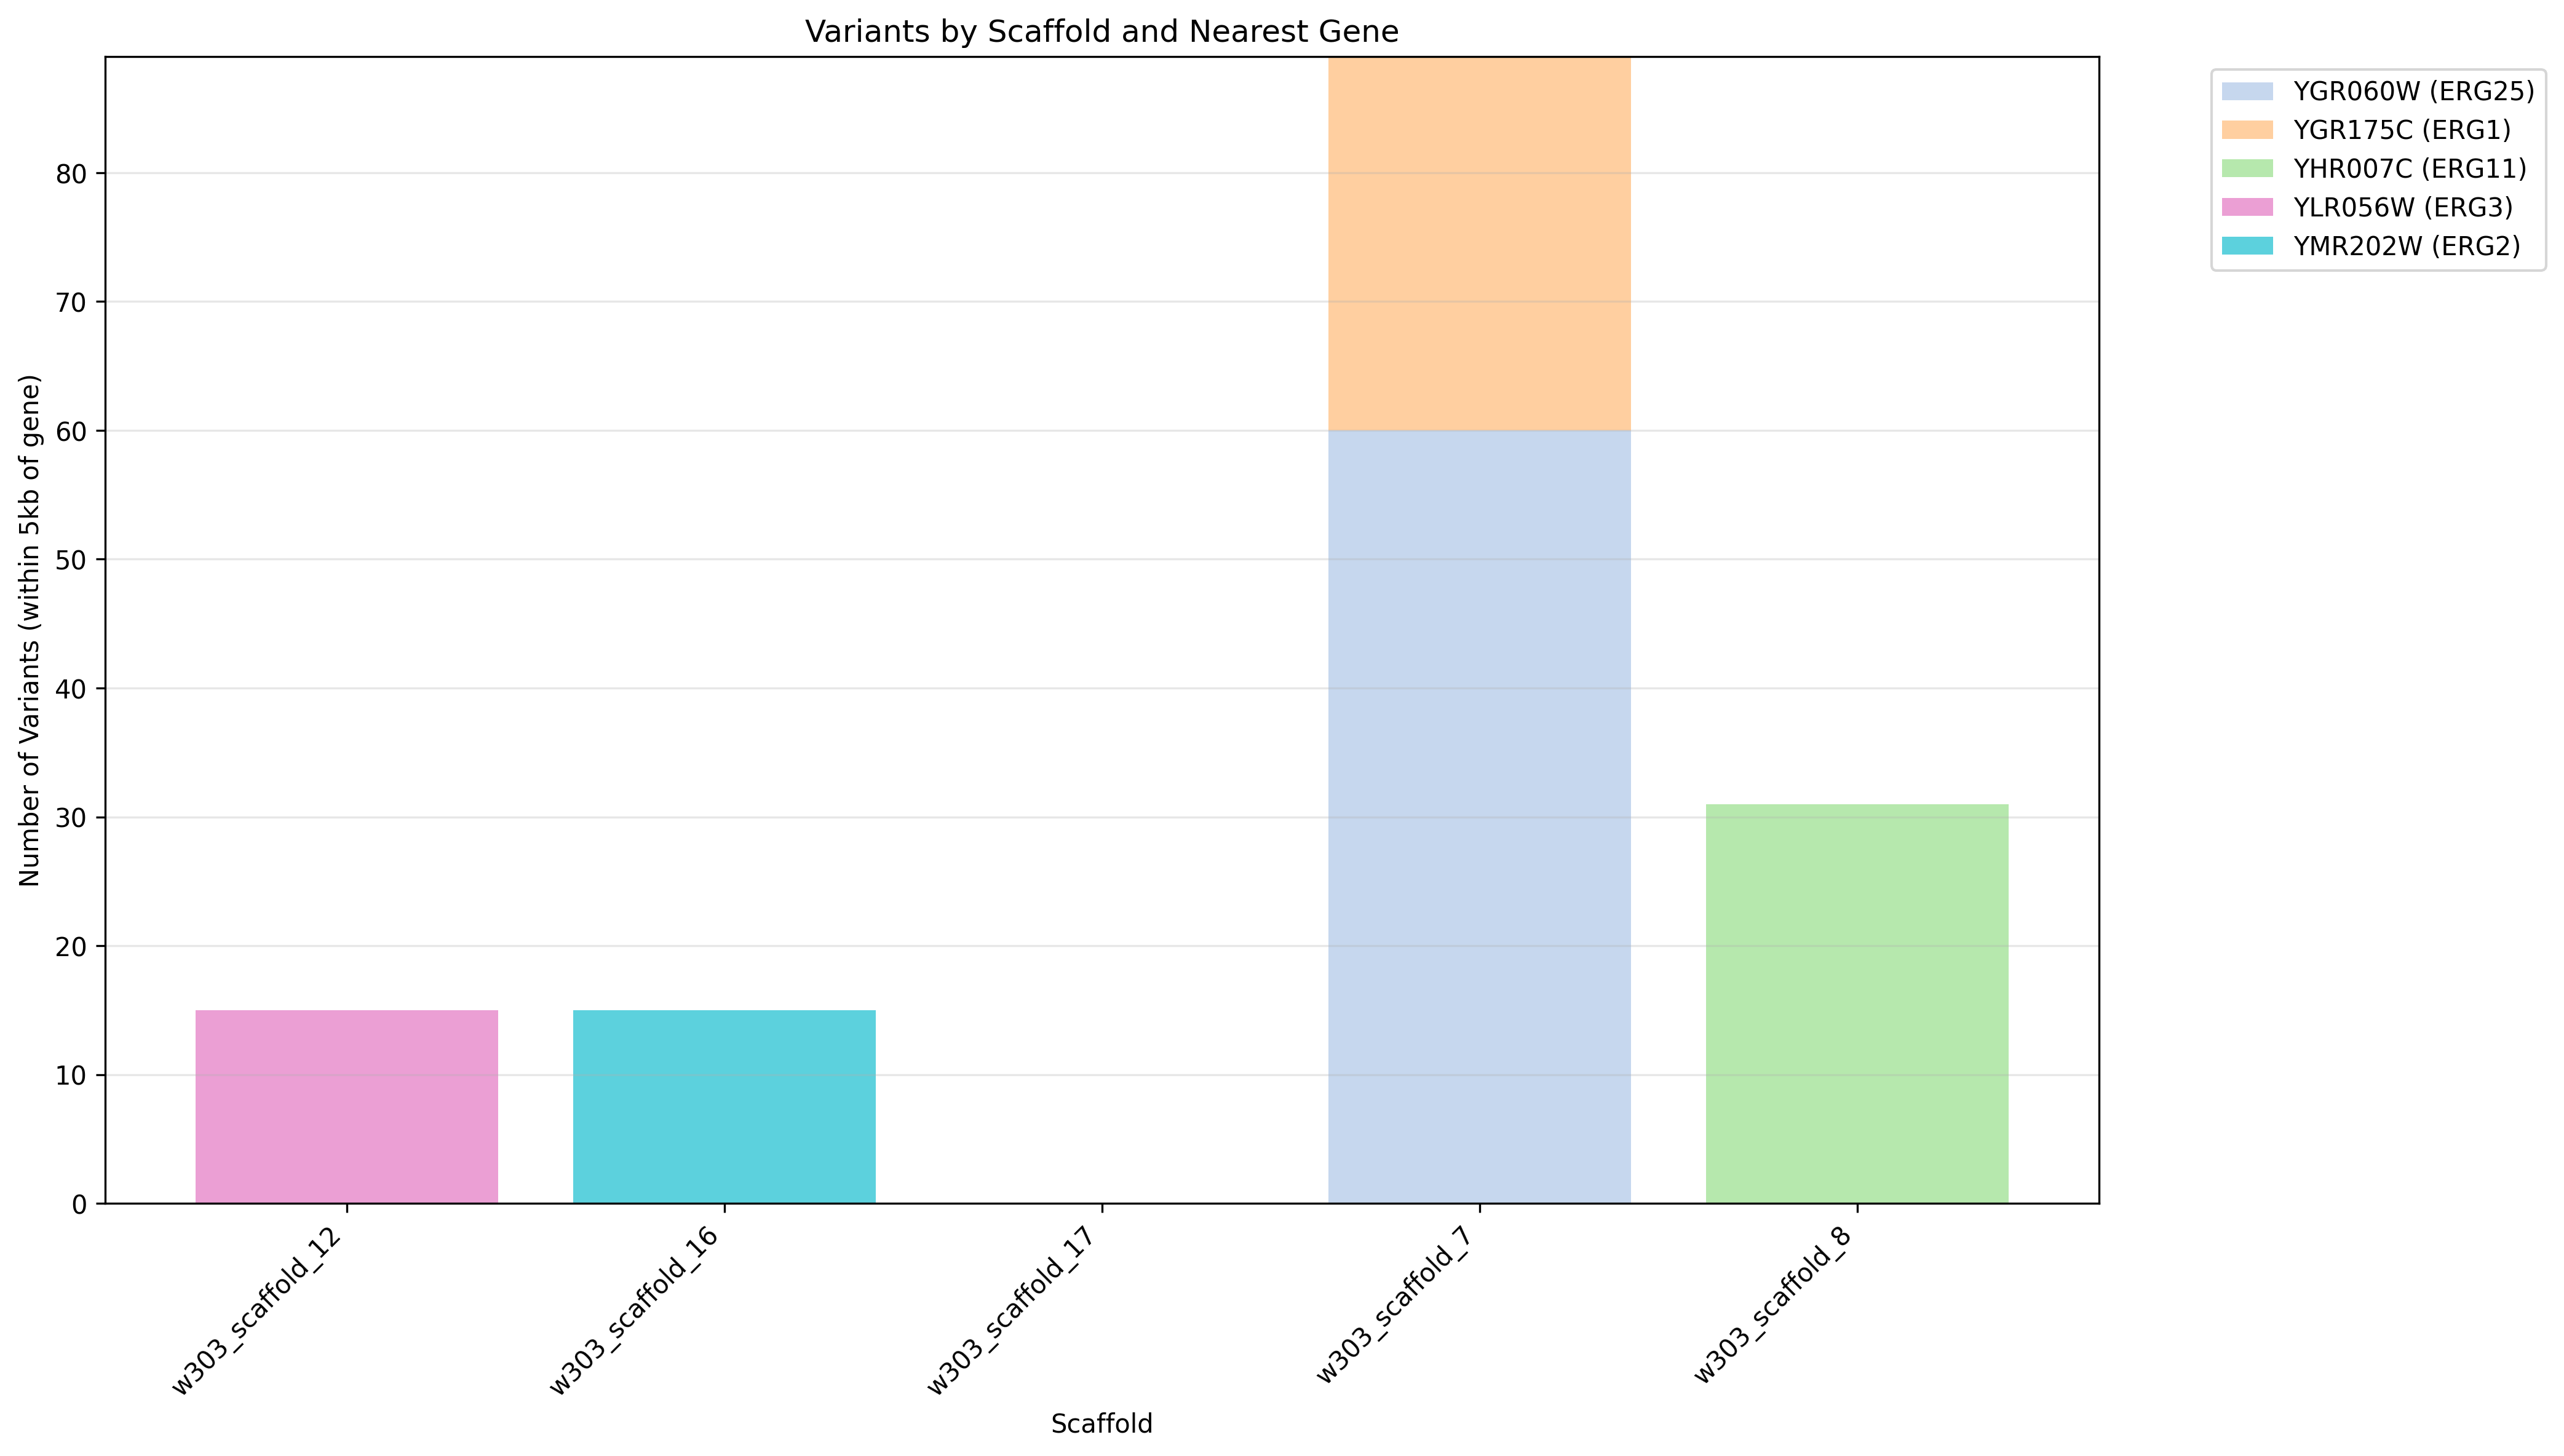 Variants by Scaffold and Nearest Gene
Number of Variants (within 5kb of gene)
80
70
60
50
40
30
20
10
0
w303_scaffold_12
w303_scaffold_16
w303_scaffold_17
w303_scaffold_7
w303_scaffold_8
Scaffold
YGR060W (ERG25)
YGR175C (ERG1)
YHR007C (ERG11)
YLR056W (ERG3)
YMR202W (ERG2)